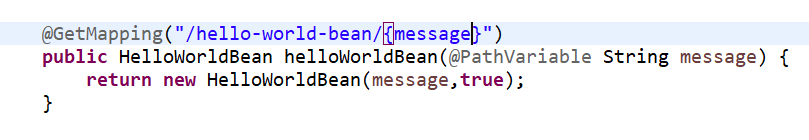 @GetMapping("/hello-world-bean/{message}")
public HelloWorldBean helloWorldBean(@PathVariable String message) {
return new HelloWorldBean(message,true);
}